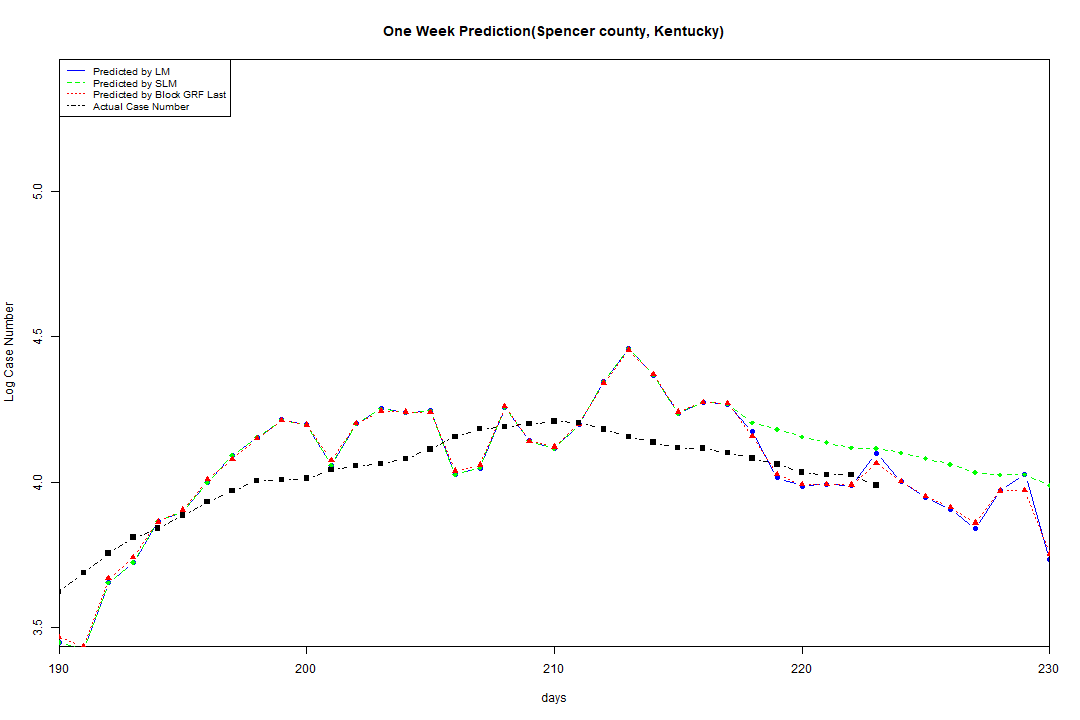 One Week Prediction(Spencer county, Kentucky)
Predicted by LM
Predicted by SLM
Predicted by Block GRF Last
Actual Case Number
5.0
4.5
4.0
3.5
Log Case Number
190 200 210 220 230
days